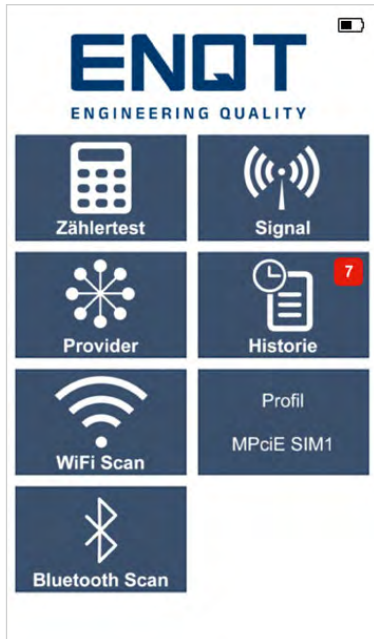 ENQT
ENGINEERING QUALITY
Zählertest
Signal
Provider
7
Historie
WiFi Scan
Profil
MPciE SIM1
Bluetooth Scan